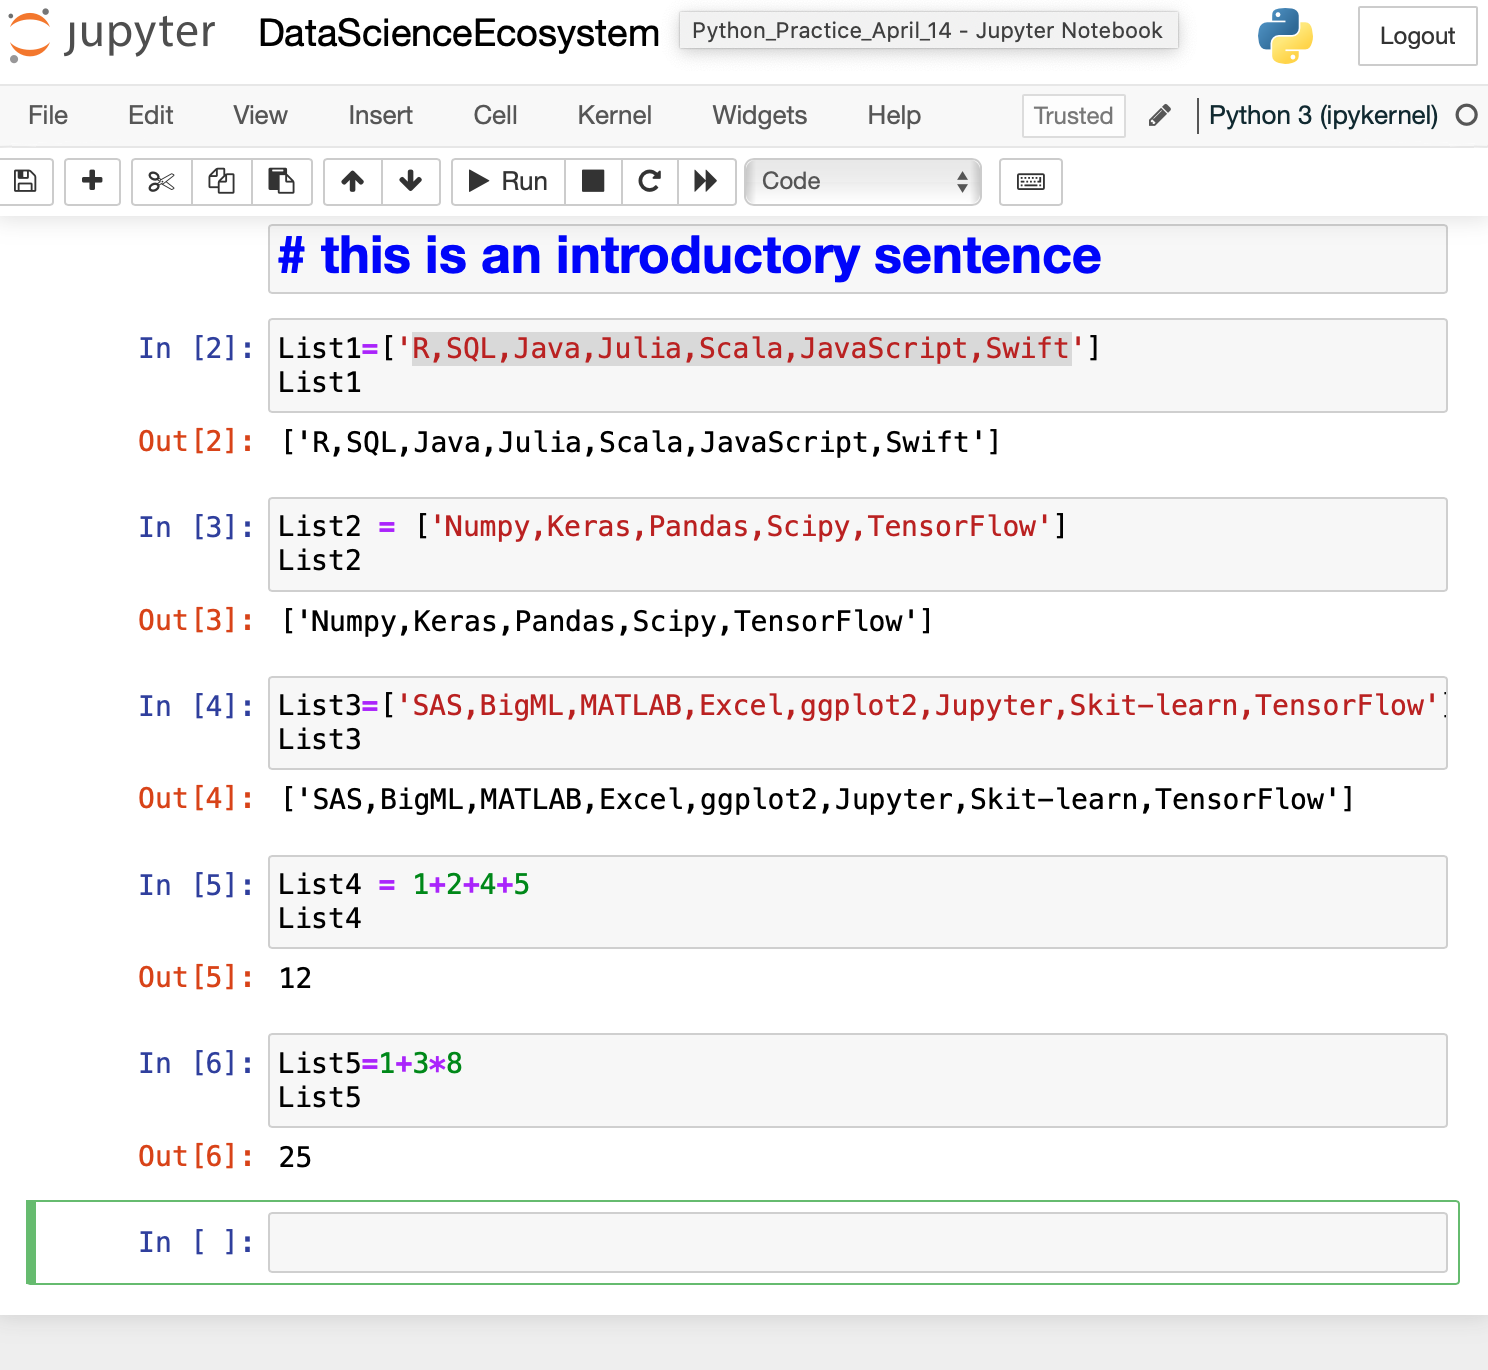 jupyter DataScienceEcosystem Python_Practice_April_14 - Jupyter Notebook Logout
File Edit View Insert Cell Kernel Widgets Help Trusted Python 3 (ipykernel)
Run Code
# this is an introductory sentence
In [2]: List1=['R,SQL,Java,Julia,Scala,JavaScript,Swift']
List1
Out[2]: ['R,SQL,Java,Julia,Scala,JavaScript,Swift']
In [3]: List2 = ['Numpy,Keras,Pandas,Scipy,TensorFlow']
List2
Out[3]: ['Numpy,Keras,Pandas,Scipy,TensorFlow']
In [4]: List3=['SAS,BigML,MATLAB,Excel,ggplot2,Jupyter,Skit-learn,TensorFlow']
List3
Out[4]: ['SAS,BigML,MATLAB,Excel,ggplot2,Jupyter,Skit-learn,TensorFlow']
In [5]: List4 = 1+2+4+5
List4
Out[5]: 12
In [6]: List5=1+3*8
List5
Out[6]: 25
In [ ]: